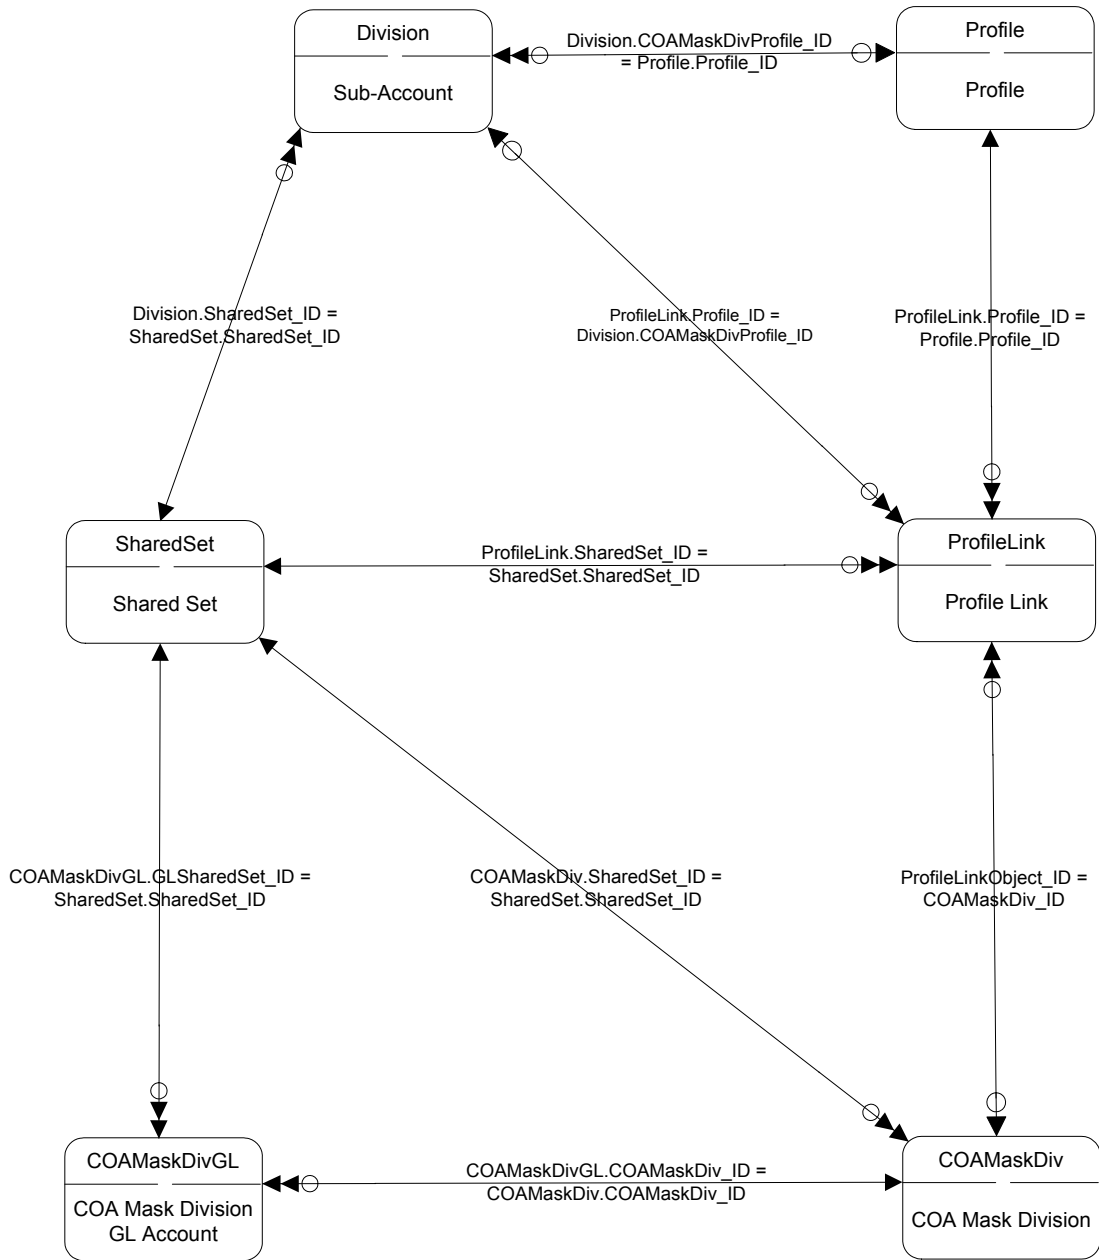 Division
Sub-Account
Division.COAMaskDivProfile_ID
= Profile.Profile_ID
Profile
Profile
Division.SharedSet_ID =
SharedSet.SharedSet_ID
ProfileLink.Profile_ID =
Division.COAMaskDivProfile_ID
ProfileLink.Profile_ID =
Profile.Profile_ID
SharedSet
Shared Set
ProfileLink.SharedSet_ID =
SharedSet.SharedSet_ID
ProfileLink
Profile Link
COAMaskDivGL.GLSharedSet_ID =
SharedSet.SharedSet_ID
COAMaskDiv.SharedSet_ID =
SharedSet.SharedSet_ID
ProfileLinkObject_ID =
COAMaskDiv_ID
COAMaskDivGL
COA Mask Division
GL Account
COAMaskDivGL.COAMaskDiv_ID =
COAMaskDiv.COAMaskDiv_ID
COAMaskDiv
COA Mask Division